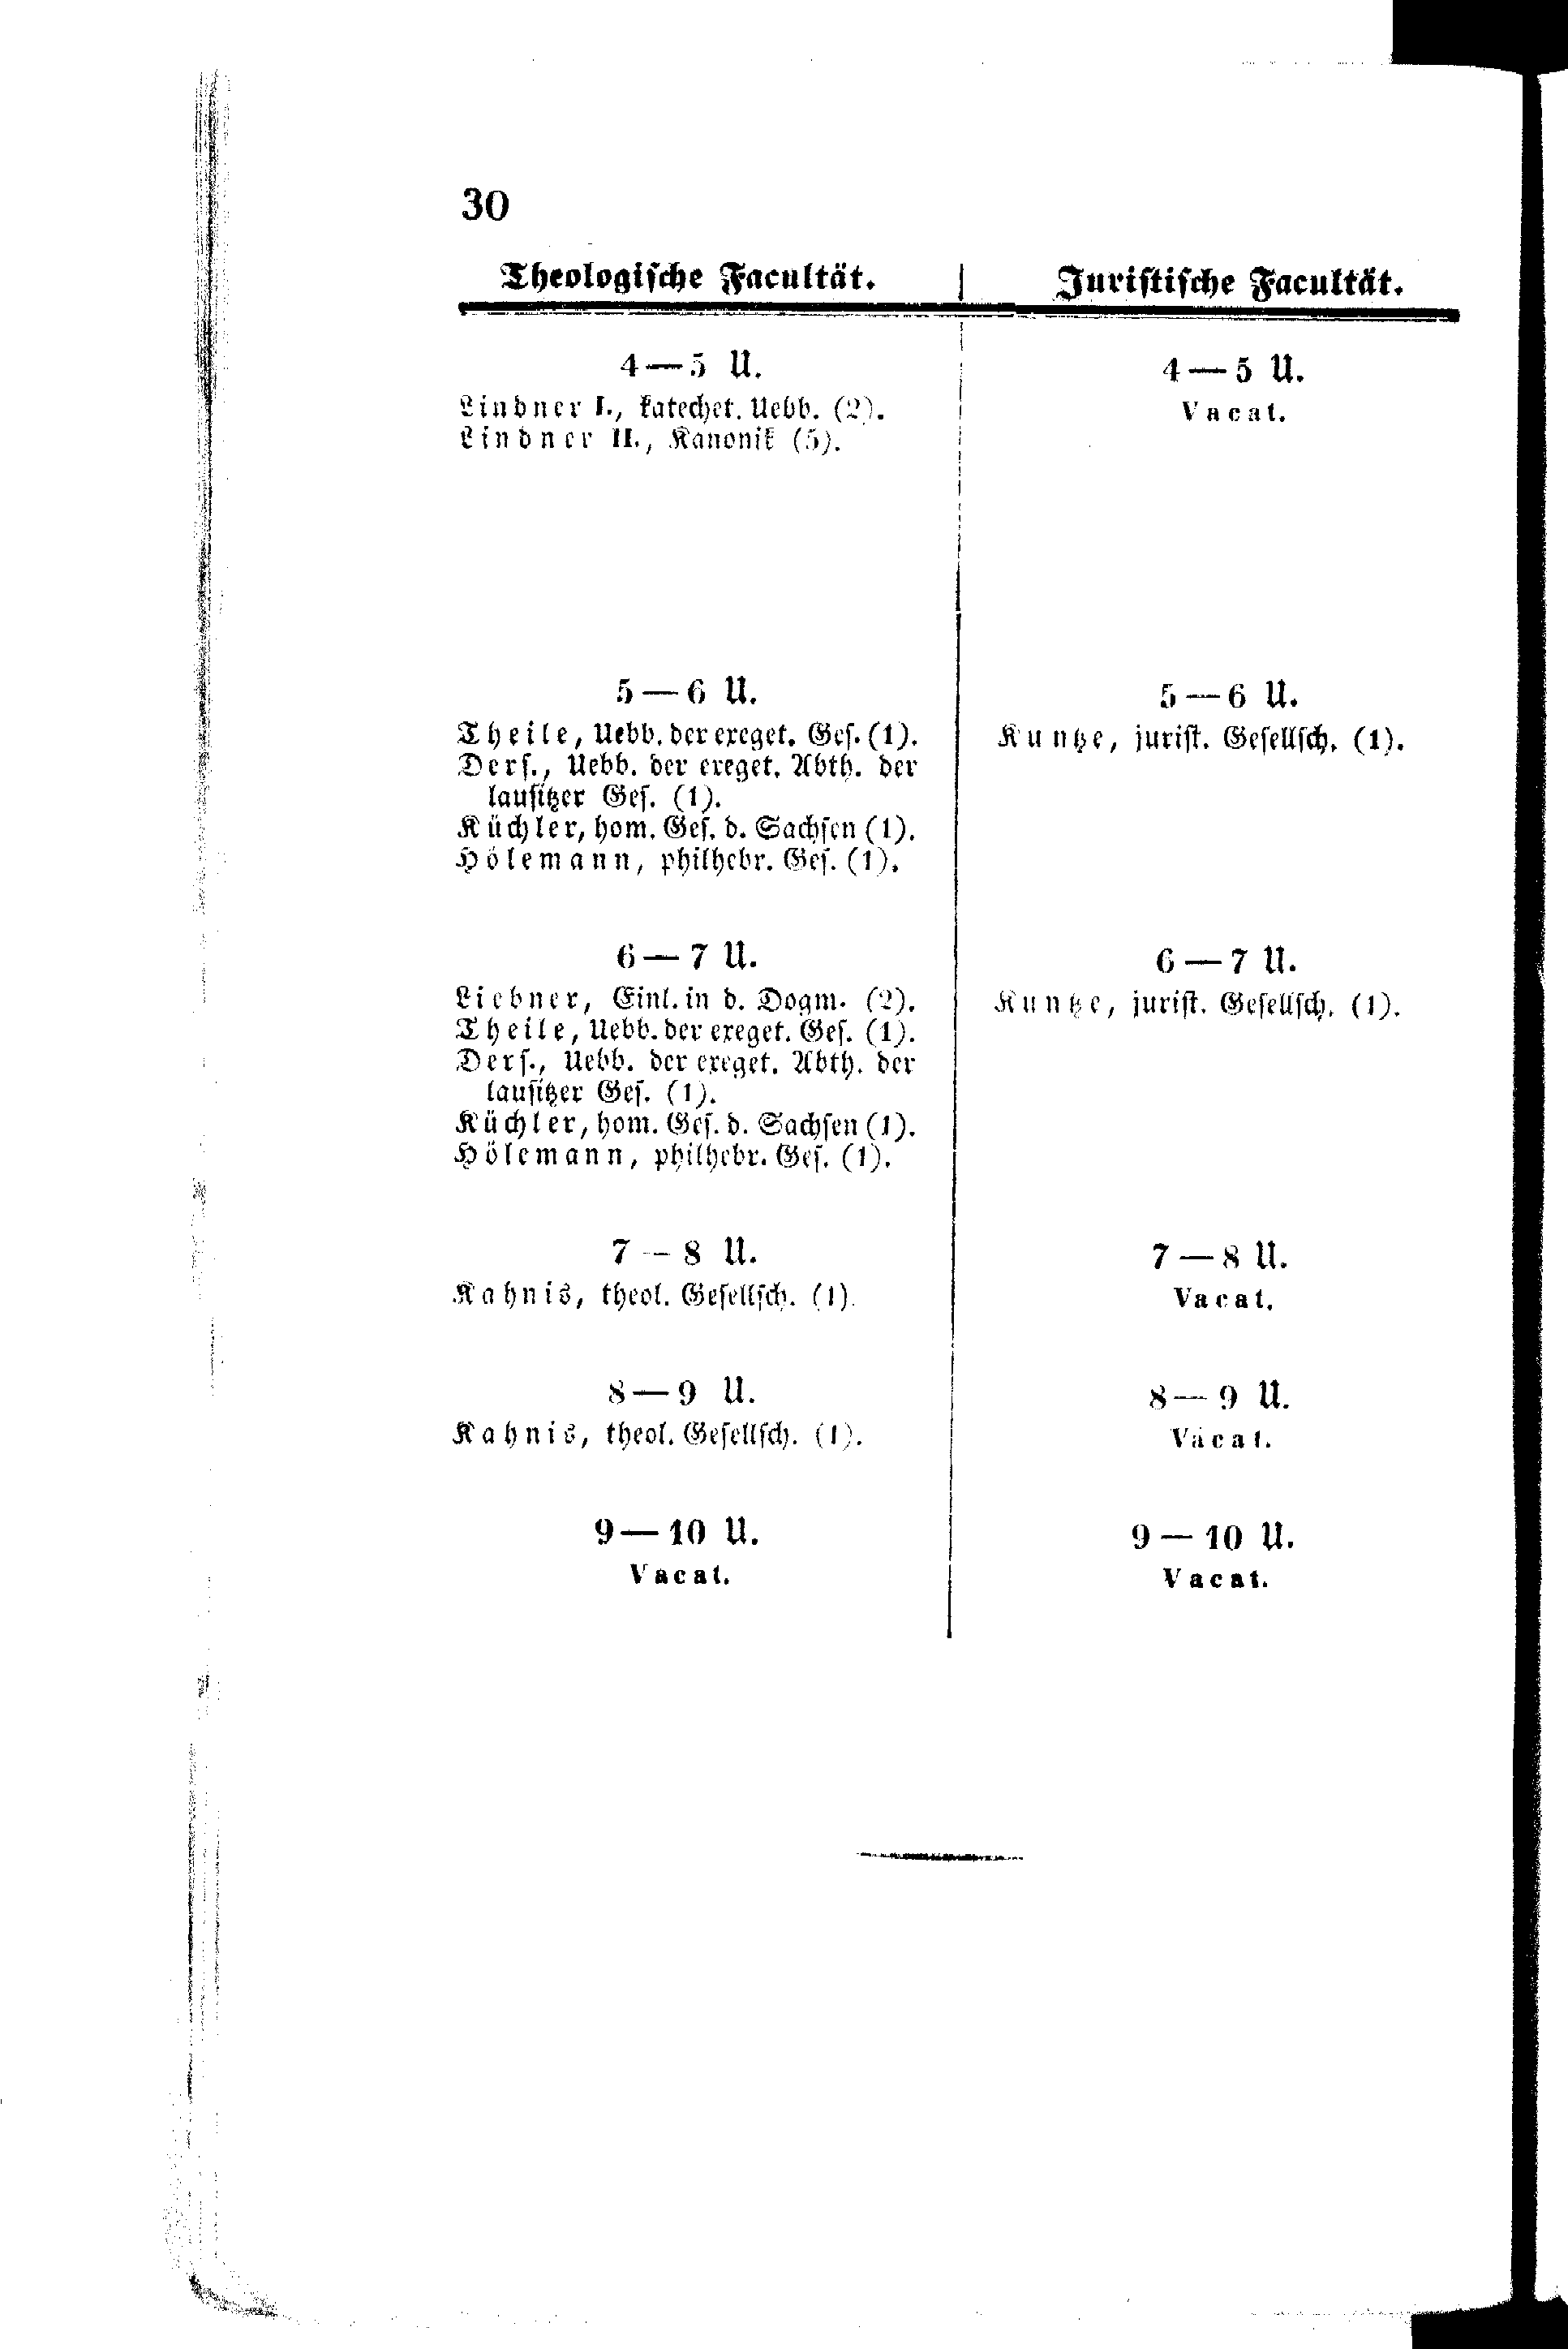 30
Theologische Facultät.
4—5 U.
Lindner I., katechet. Uebb. (2).
Lindner II., Kanonik (5).
5—6 U.
Theile, Uebb. der exeget. Ges. (1).
Ders., Uebb. der exeget. Abth. der
lausitzer Ges. (1).
Küchler, hom. Ges. d. Sachsen (1).
Hölemann, philhebr. Ges. (1).
6—7 U.
Liebner, Einl. in d. Dogm. (2).
Theile, Uebb. der exeget. Ges. (1).
Ders., Uebb. der exeget. Abth. der
lausitzer Ges. (1).
Küchler, hom. Ges. d. Sachsen (1).
Hölemann, philhebr. Ges. (1).
7—8 U.
Kahnis, theol. Gesellsch. (1).
8—9 U.
Kahnis, theol. Gesellsch. (1).
9—10 U.
Vacat.
Juristische Facultät.
4—5 U.
Vacat.
5—6 U.
Kuntze, jurist. Gesellsch. (1).
6—7 U.
Kuntze, jurist. Gesellsch. (1).
7—8 U.
Vacat.
8—9 U.
Vacat.
9—10 U.
Vacat.